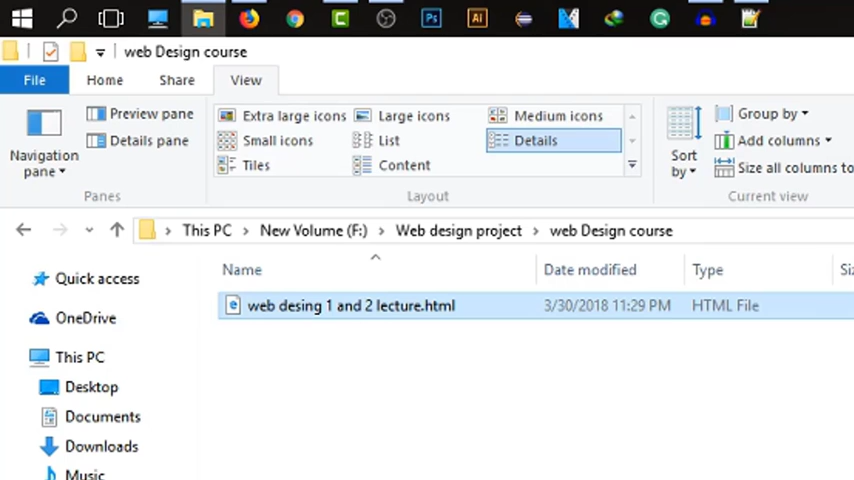 Ps Ai
web Design course
File Home Share View
Preview pane
Details pane
Navigation
pane
Panes
Extra large icons Large icons Medium icons
Small icons List Details
Tiles Content
Layout
Sort
by
Group by
Add columns
Size all columns to
Current view
This PC New Volume (F:) Web design project web Design course
Name Date modified Type
web desing 1 and 2 lecture.html 3/30/2018 11:29 PM HTML File
Quick access
OneDrive
This PC
Desktop
Documents
Downloads
Music